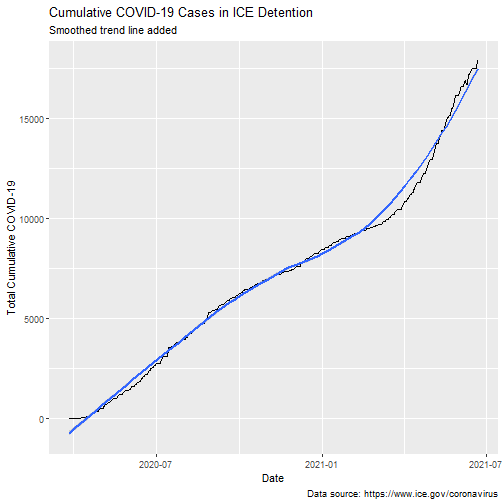 Cumulative COVID-19 Cases in ICE Detention
Smoothed trend line added
Total Cumulative COVID-19
15000
10000
5000
0
2020-07
2021-01
2021-07
Date
Data source: https://www.ice.gov/coronavirus